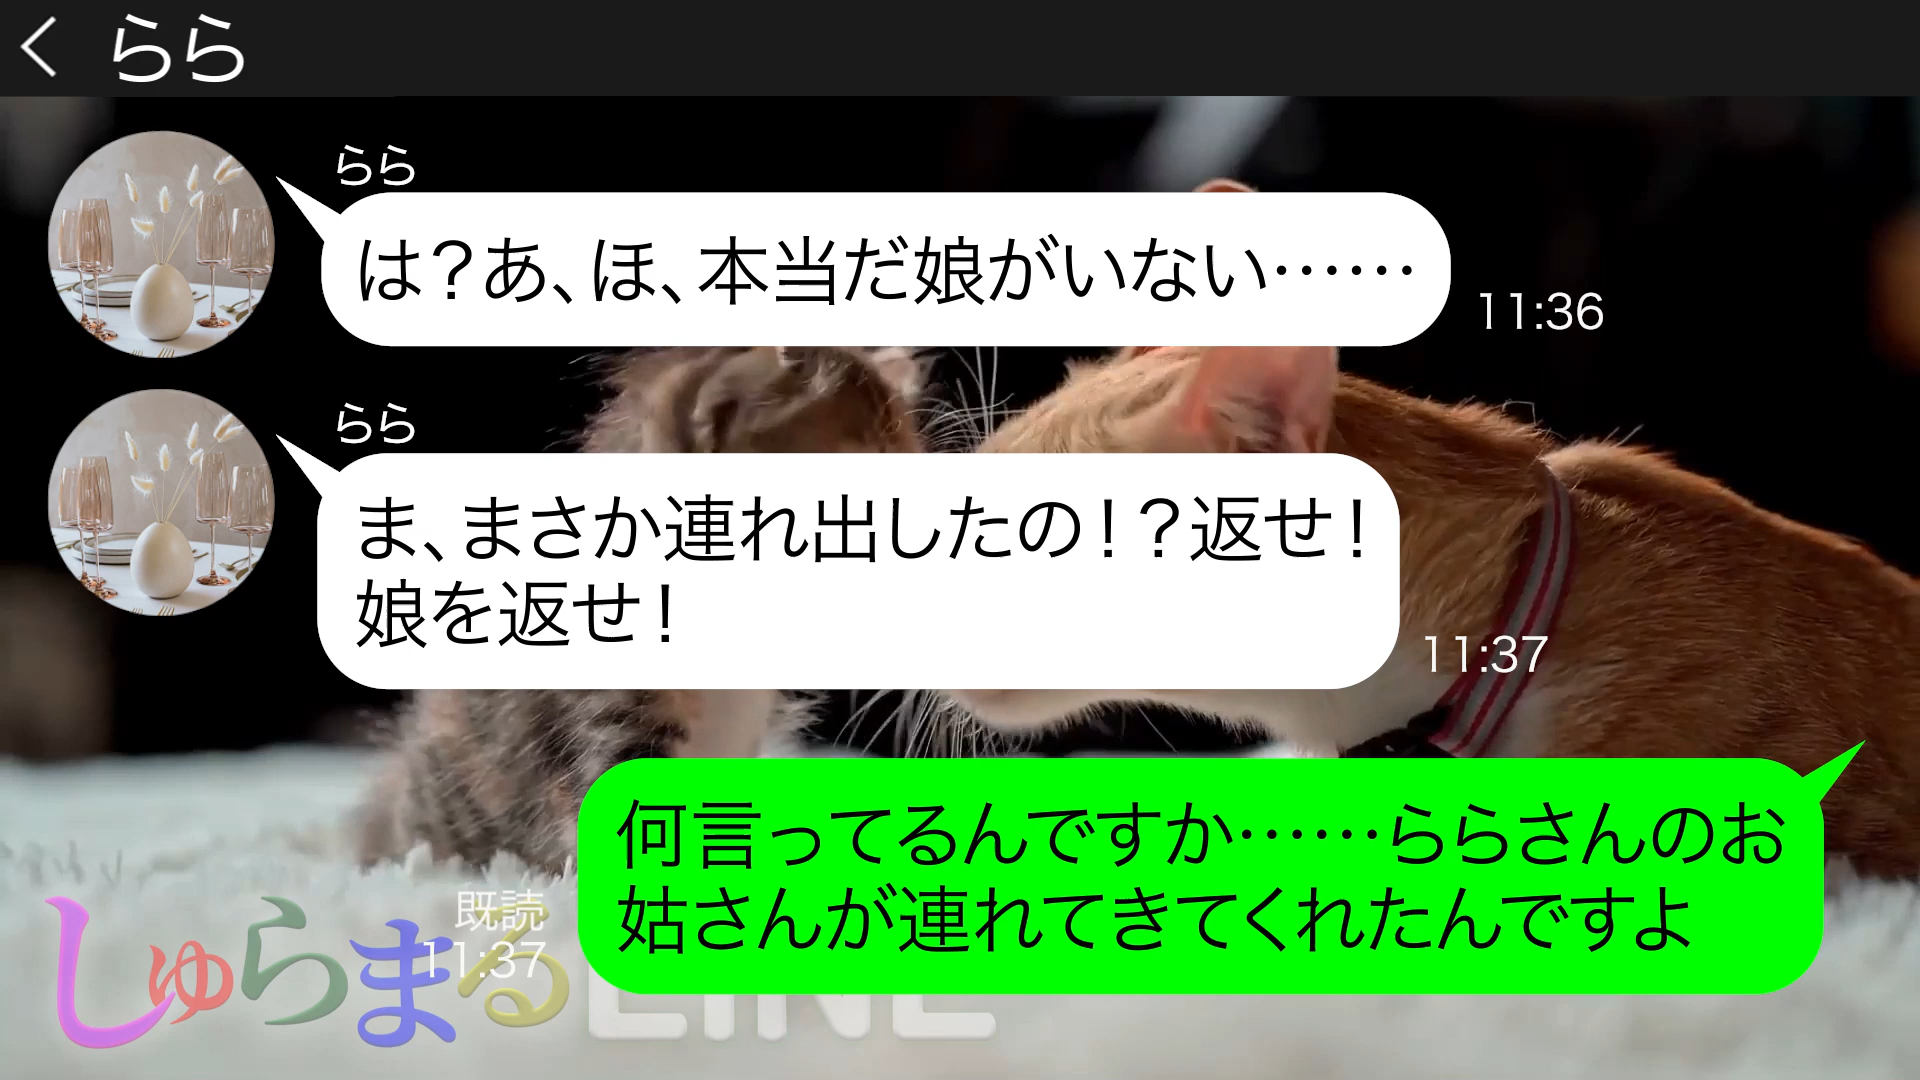 らら
らら
は？あ、ほ、本当だ娘がいない……
11:36
らら
ま、まさか連れ出したの！？返せ！
娘を返せ！
11:37
何言ってるんですか……ららさんのお
姑さんが連れてきてくれたんですよ
既読
11:37
しゅらまるLINE